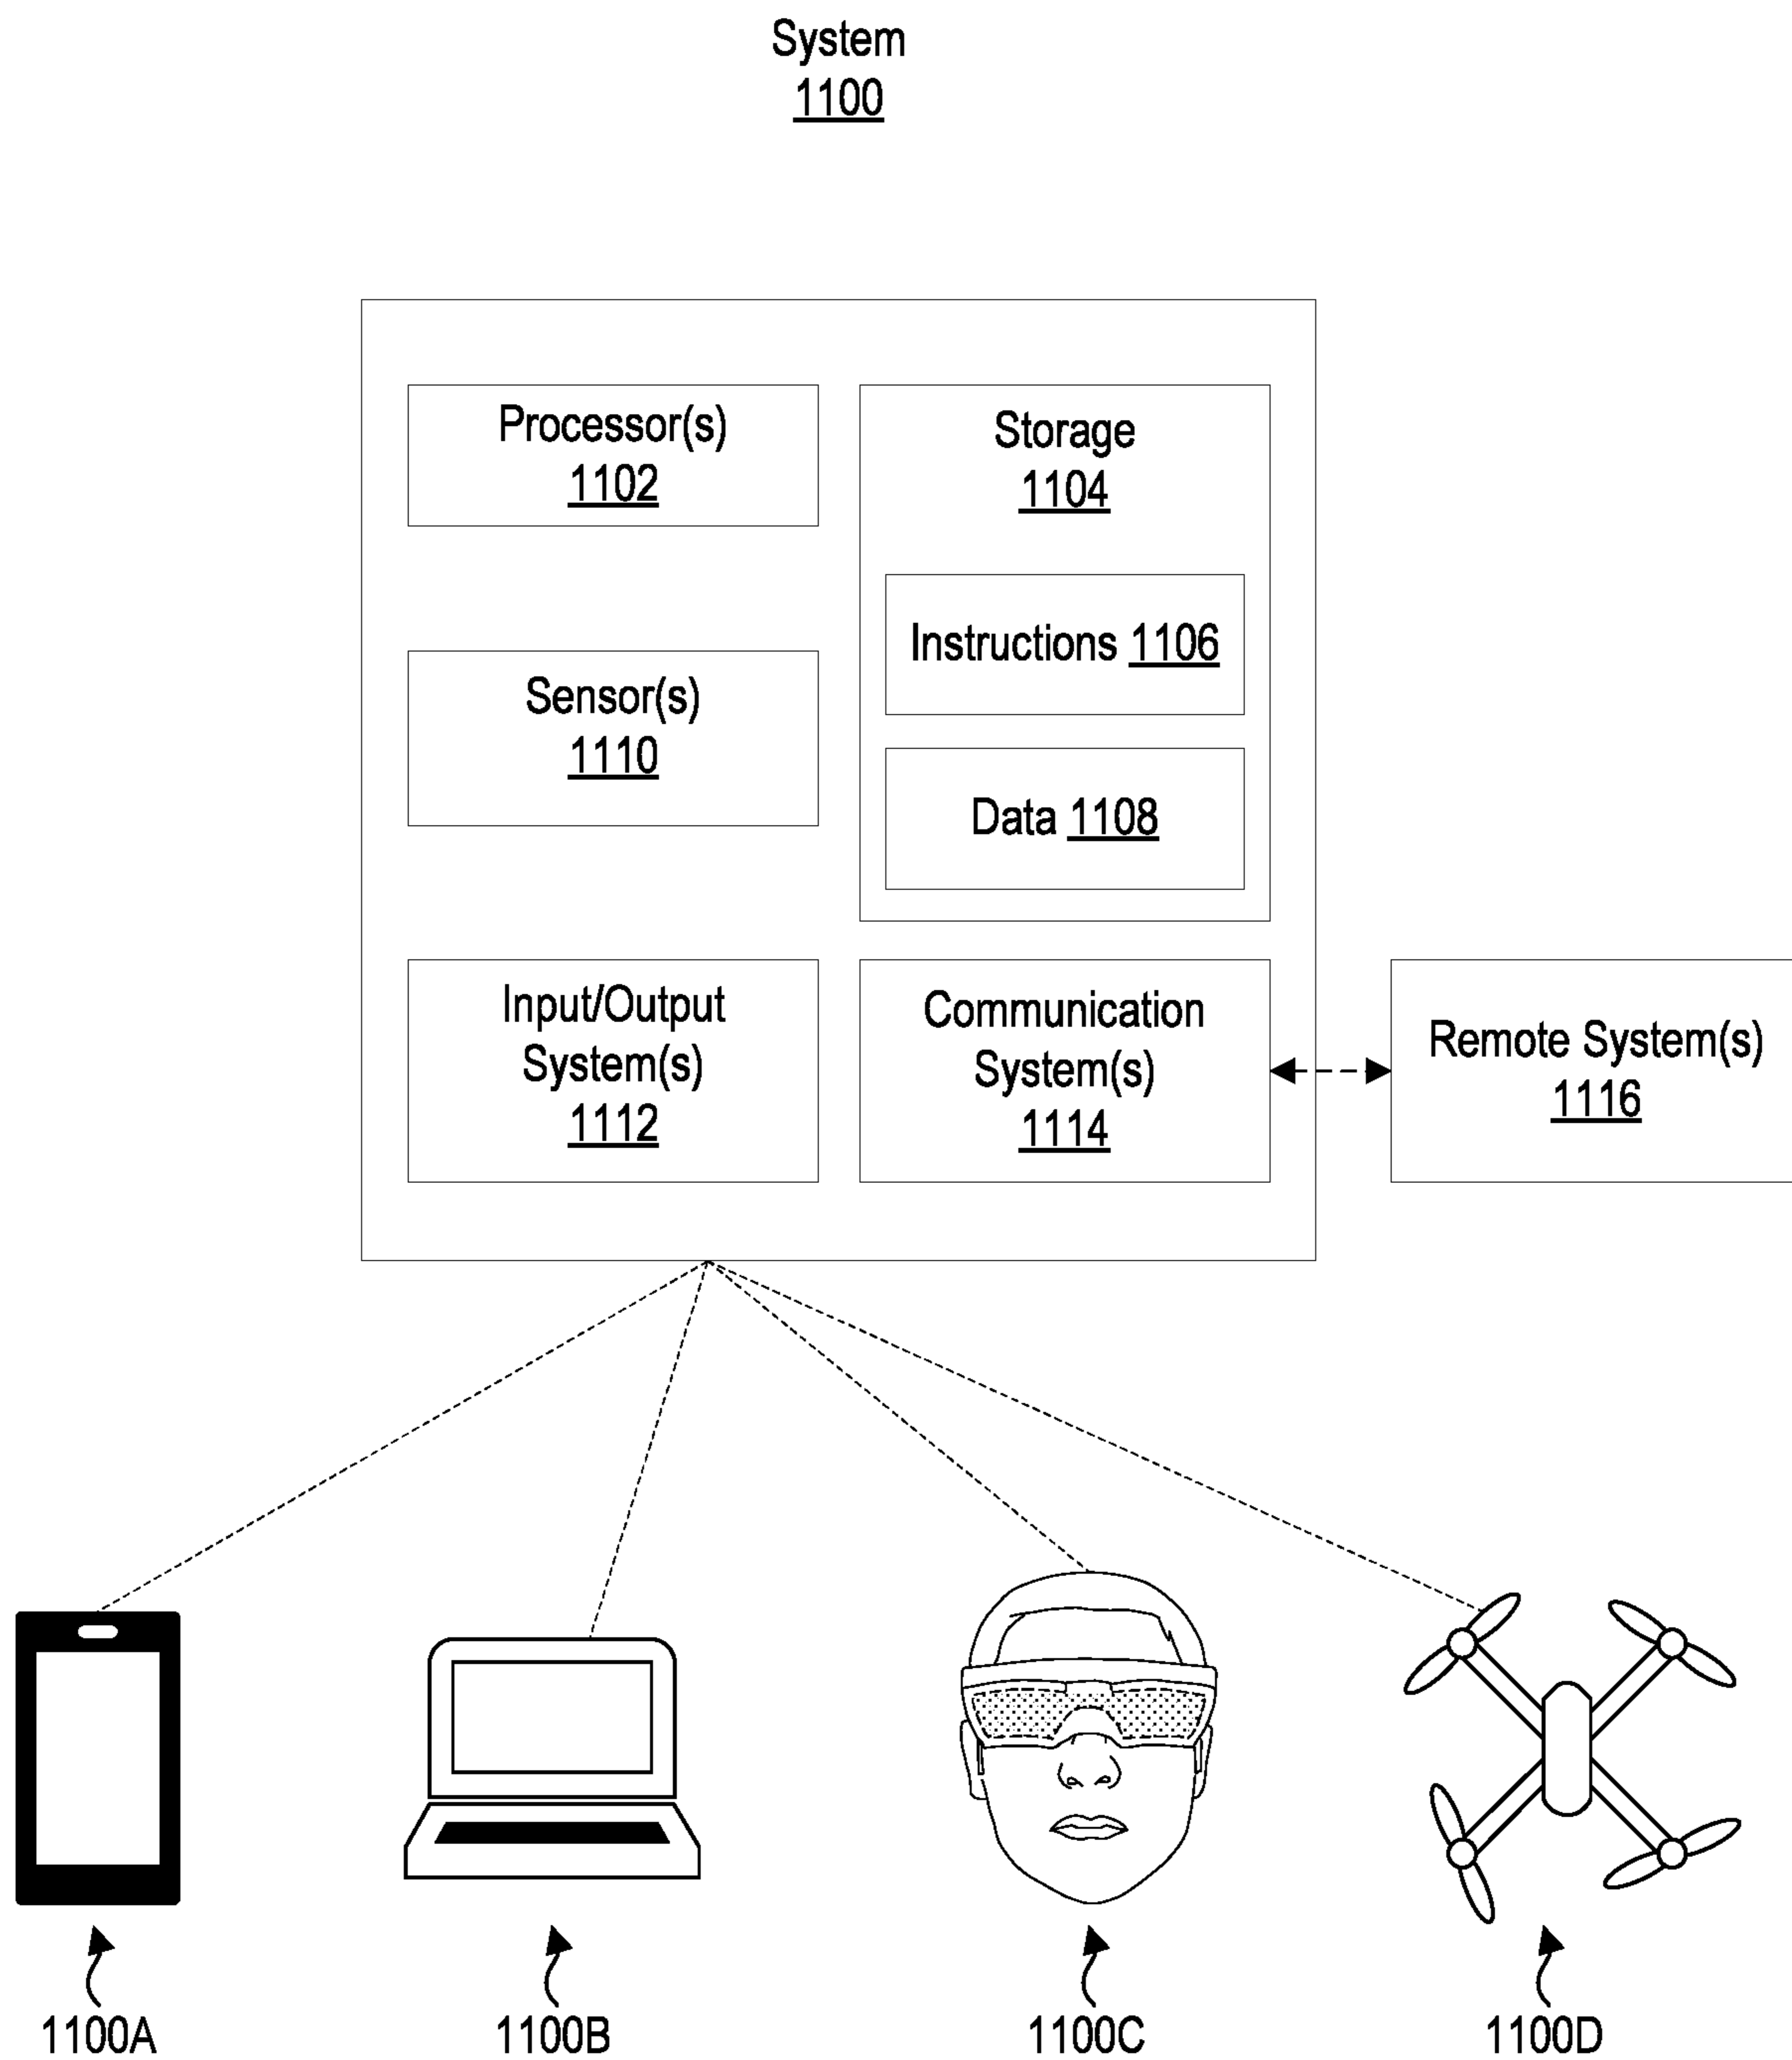 System
1100
Processor(s)
1102
Storage
1104
Instructions 1106
Sensor(s)
1110
Data 1108
Input/Output
System(s)
1112
Communication
System(s)
1114
Remote System(s)
1116
1100A
1100B
1100C
1100D